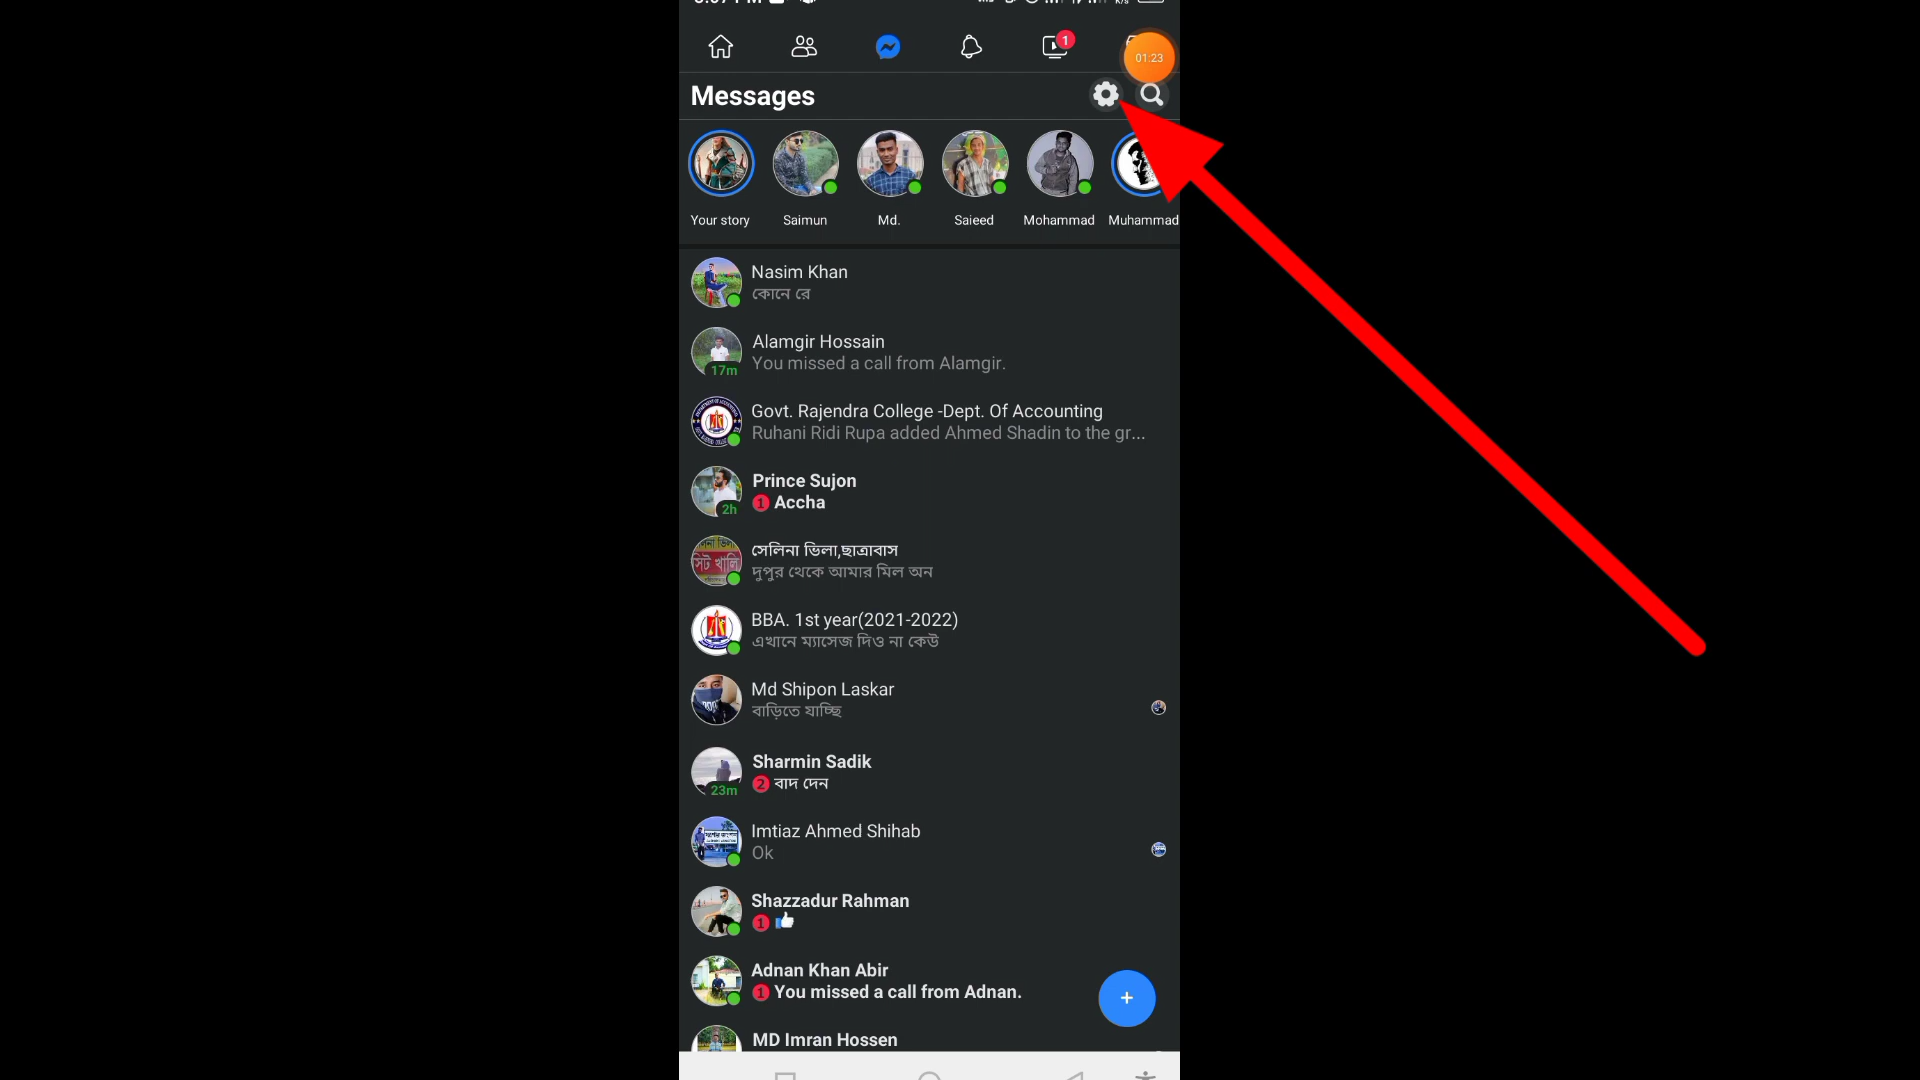 1
01:23
Messages
Your story
Saimun
Md.
Saieed
Mohammad
Muhammad
Nasim Khan
কোনে রে
Alamgir Hossain
You missed a call from Alamgir.
17m
Govt. Rajendra College -Dept. Of Accounting
Ruhani Ridi Rupa added Ahmed Shadin to the gr...
Prince Sujon
1 Accha
2h
সেলিনা ভিলা,ছাত্রাবাস
দুপুর থেকে আমার মিল অন
সিট খালি
BBA. 1st year(2021-2022)
এখানে ম্যাসেজ দিও না কেউ
Md Shipon Laskar
বাড়িতে যাচ্ছি
Sharmin Sadik
2 বাদ দেন
23m
Imtiaz Ahmed Shihab
Ok
Shazzadur Rahman
1 👍
Adnan Khan Abir
1 You missed a call from Adnan.
+
MD Imran Hossen